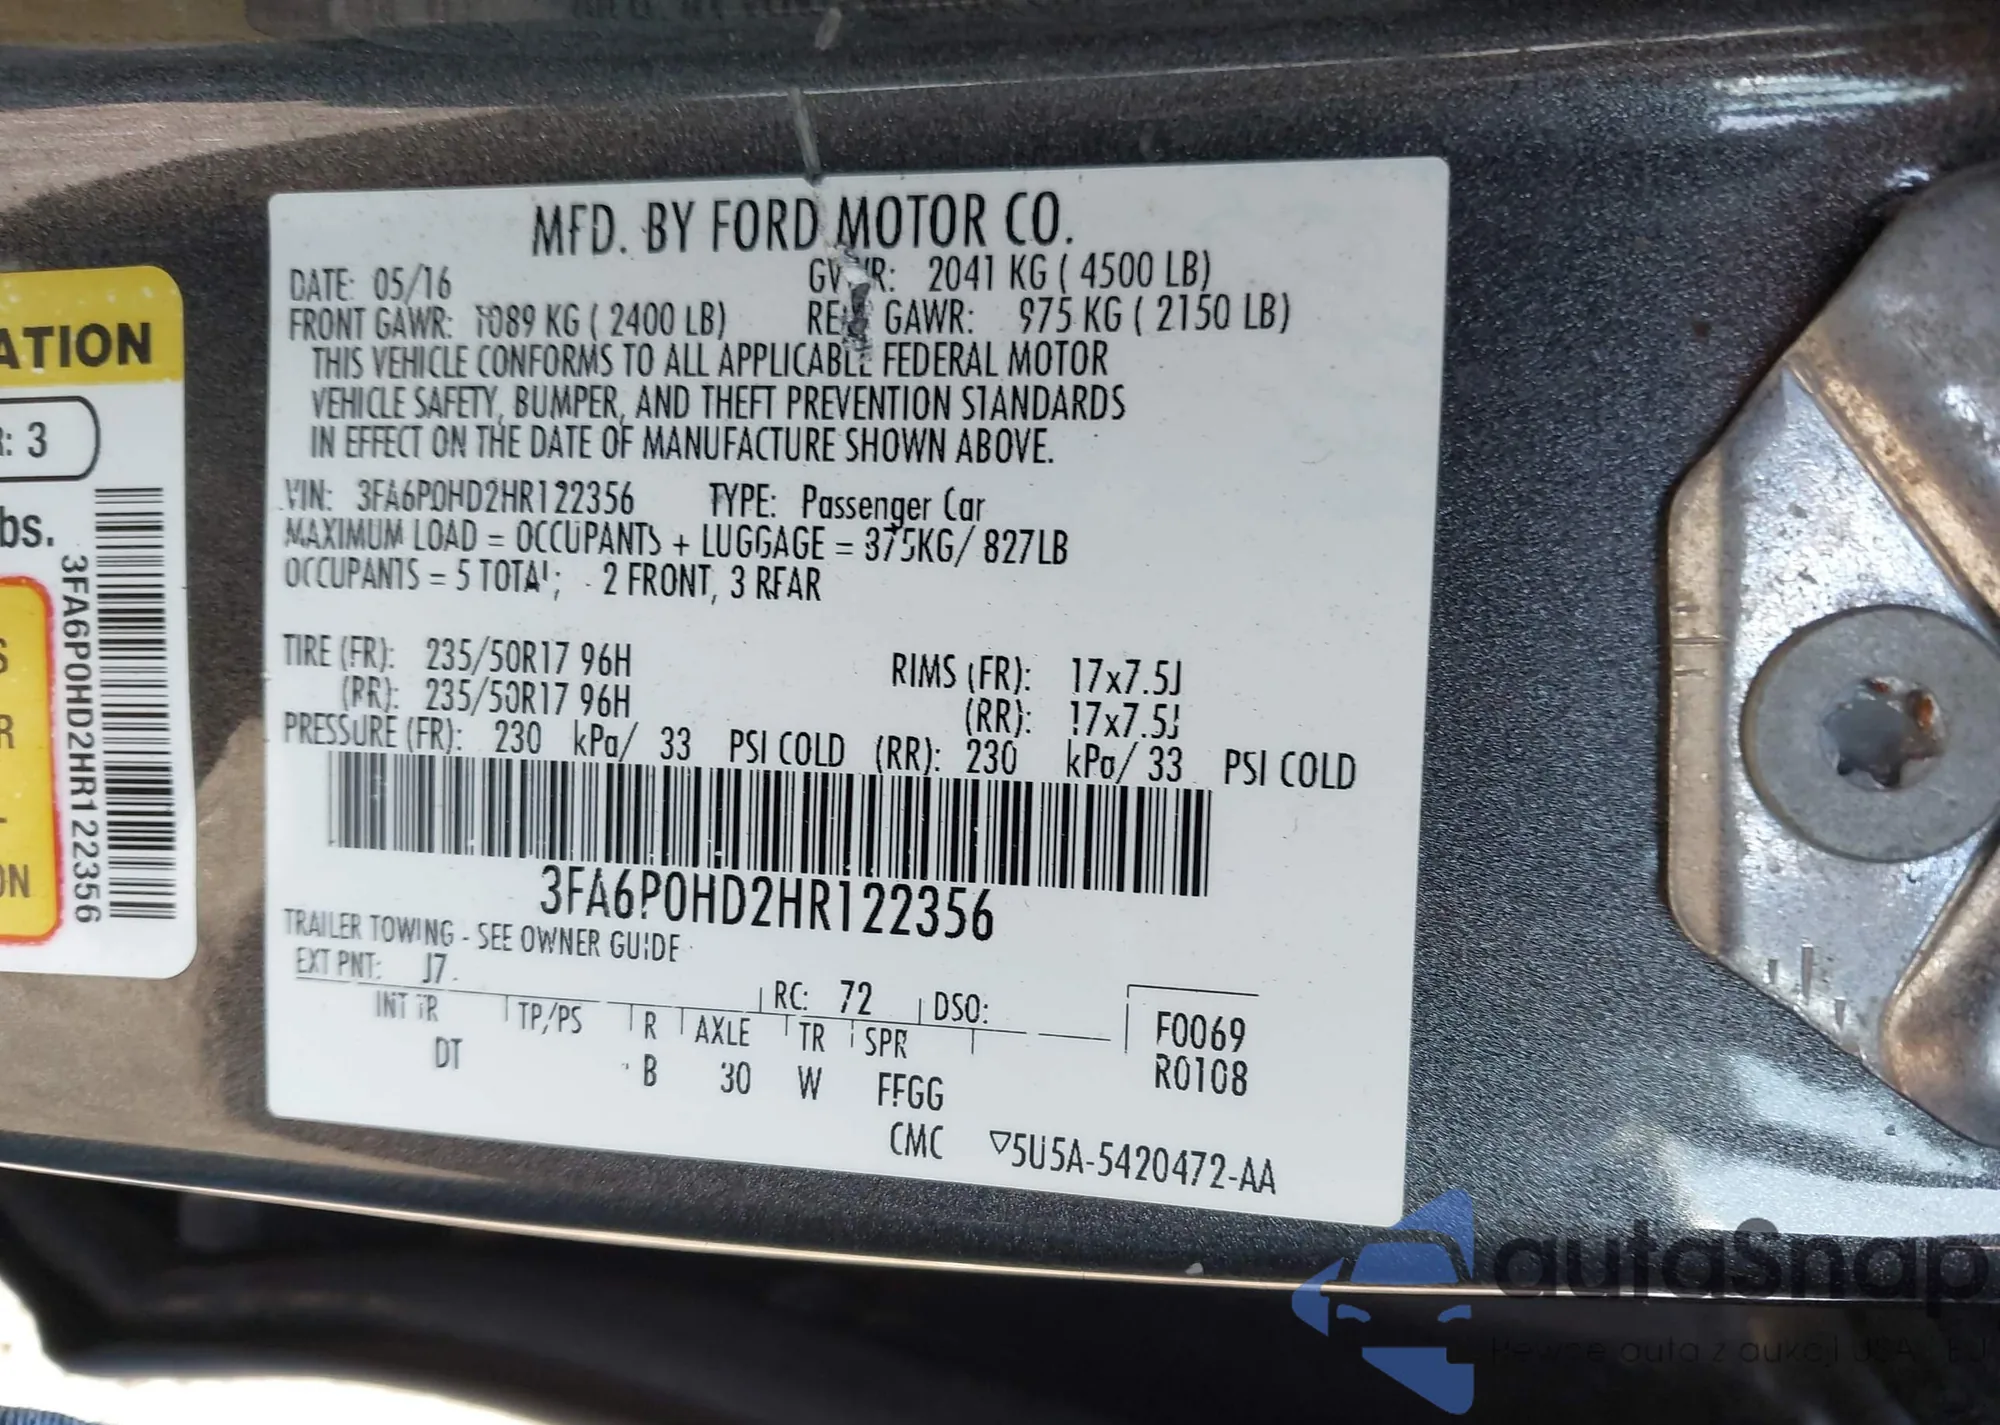 MFD. BY FORD MOTOR CO.
DATE: 05/16 GVWR: 2041 KG ( 4500 LB)
FRONT GAWR: 1089 KG ( 2400 LB) REAR GAWR: 975 KG ( 2150 LB)
THIS VEHICLE CONFORMS TO ALL APPLICABLE FEDERAL MOTOR
VEHICLE SAFETY, BUMPER, AND THEFT PREVENTION STANDARDS
IN EFFECT ON THE DATE OF MANUFACTURE SHOWN ABOVE.
VIN: 3FA6P0HD2HR122356 TYPE: Passenger Car
MAXIMUM LOAD = OCCUPANTS + LUGGAGE = 375KG/ 827LB
OCCUPANTS = 5 TOTAL; 2 FRONT, 3 REAR
TIRE (FR): 235/50R17 96H RIMS (FR): 17x7.5J
(RR): 235/50R17 96H (RR): 17x7.5J
PRESSURE (FR): 230 kPa/ 33 PSI COLD (RR): 230 kPa/ 33 PSI COLD
3FA6P0HD2HR122356
TRAILER TOWING - SEE OWNER GUIDE
EXT PNT: J7 RC: 72 DSO:
INT TR TP/PS R AXLE TR SPR F0069
DT B 30 W FFGG R0108
CMC ▽5U5A-5420472-AA
ATION
R: 3
bs.
3FA6P0HD2HR122356
S
R
ON
autaSnap